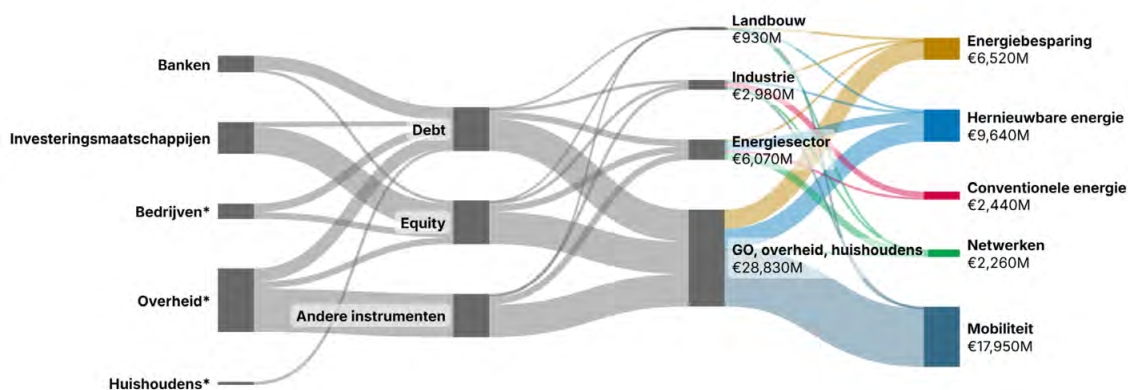 Banken
Investeringsmaatschappijen
Bedrijven*
Overheid*
Huishoudens*
Debt
Equity
Andere instrumenten
Landbouw
€930M
Industrie
€2,980M
Energiesector
€6,070M
GO, overheid, huishoudens
€28,830M
Energiebesparing
€6,520M
Hernieuwbare energie
€9,640M
Conventionele energie
€2,440M
Netwerken
€2,260M
Mobiliteit
€17,950M